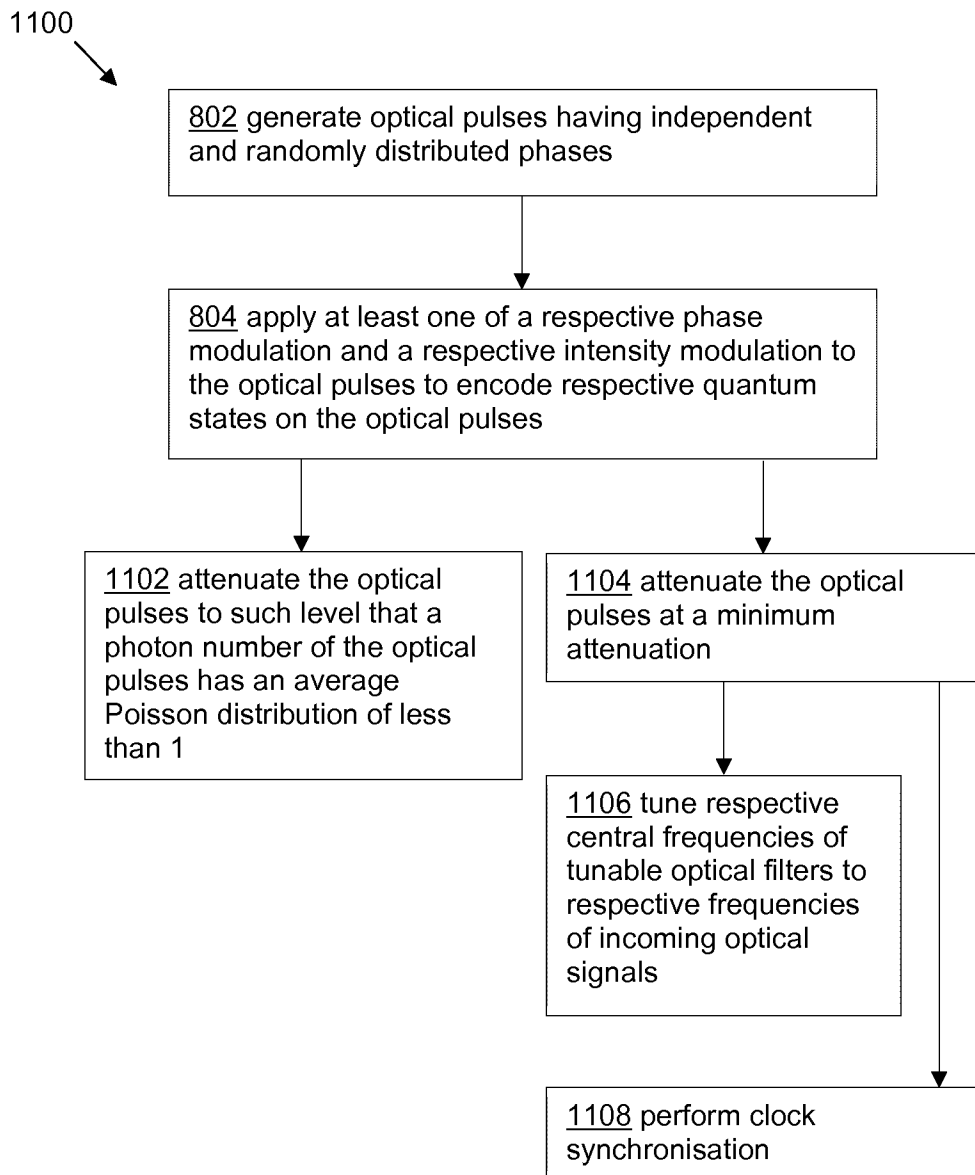 1100
802 generate optical pulses having independent
and randomly distributed phases
804 apply at least one of a respective phase
modulation and a respective intensity modulation to
the optical pulses to encode respective quantum
states on the optical pulses
1102 attenuate the optical
pulses to such level that a
photon number of the optical
pulses has an average
Poisson distribution of less
than 1
1104 attenuate the optical
pulses at a minimum
attenuation
1106 tune respective
central frequencies of
tunable optical filters to
respective frequencies
of incoming optical
signals
1108 perform clock
synchronisation